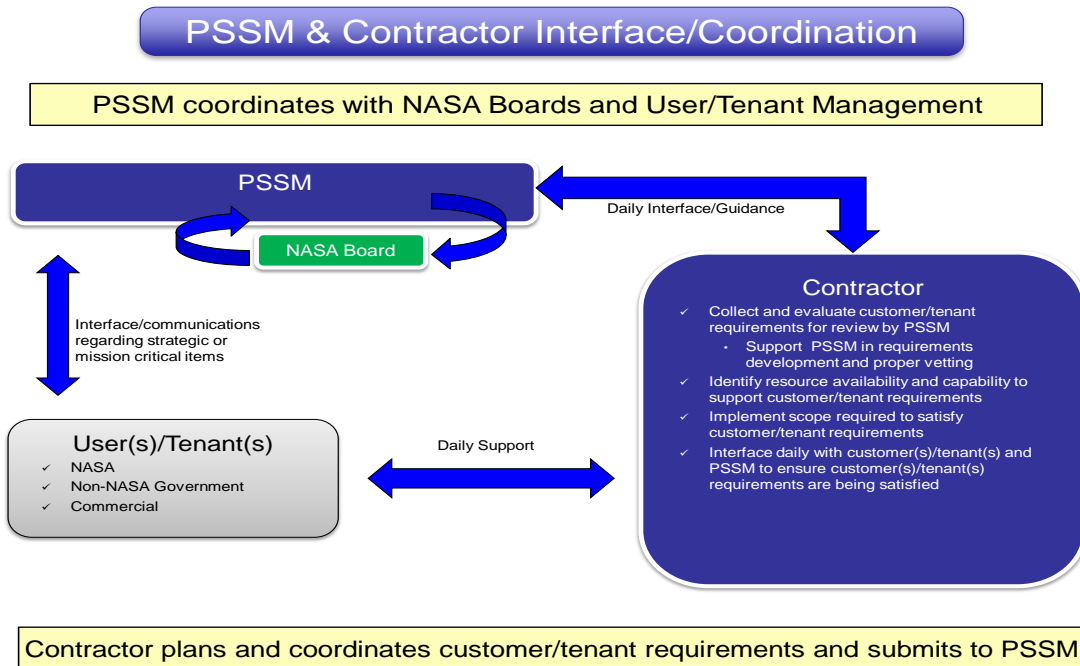 PSSM & Contractor Interface/Coordination
PSSM coordinates with NASA Boards and User/Tenant Management
PSSM
NASA Board
Daily Interface/Guidance
Interface/communications
regarding strategic or
mission critical items
Contractor
✓ Collect and evaluate customer/tenant
requirements for review by PSSM
• Support PSSM in requirements
development and proper vetting
✓ Identify resource availability and capability to
support customer/tenant requirements
✓ Implement scope required to satisfy
customer/tenant requirements
✓ Interface daily with customer(s)/tenant(s) and
PSSM to ensure customer(s)/tenant(s)
requirements are being satisfied
User(s)/Tenant(s)
✓ NASA
✓ Non-NASA Government
✓ Commercial
Daily Support
Contractor plans and coordinates customer/tenant requirements and submits to PSSM